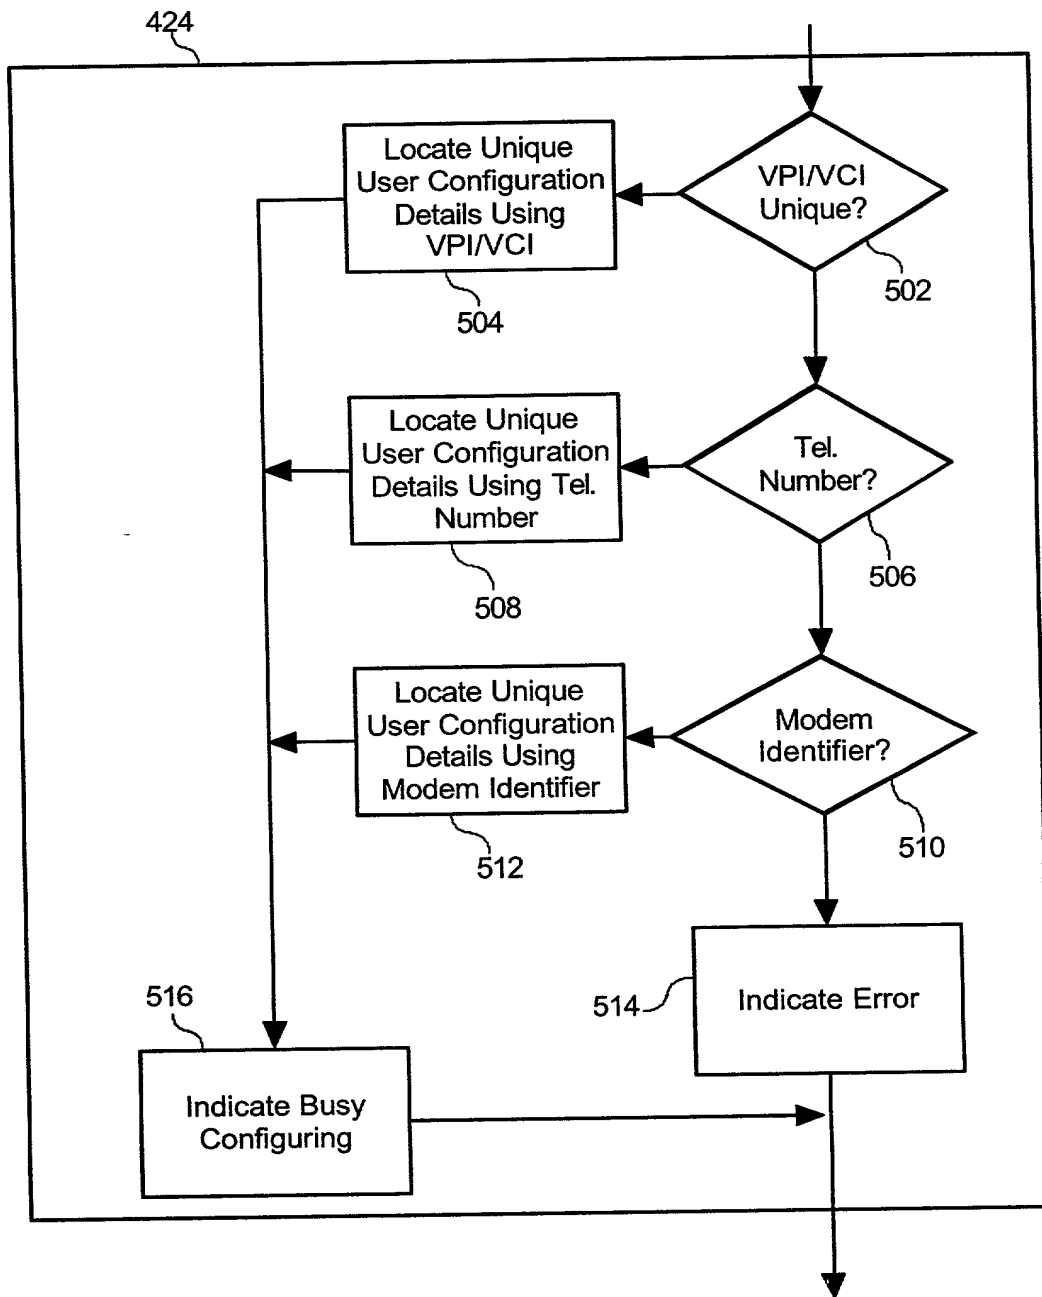 424
Locate Unique
User Configuration
Details Using
VPI/VCI
504
VPI/VCI
Unique?
502
Locate Unique
User Configuration
Details Using Tel.
Number
508
Tel.
Number?
506
Locate Unique
User Configuration
Details Using
Modem Identifier
512
Modem
Identifier?
510
514
Indicate Error
516
Indicate Busy
Configuring